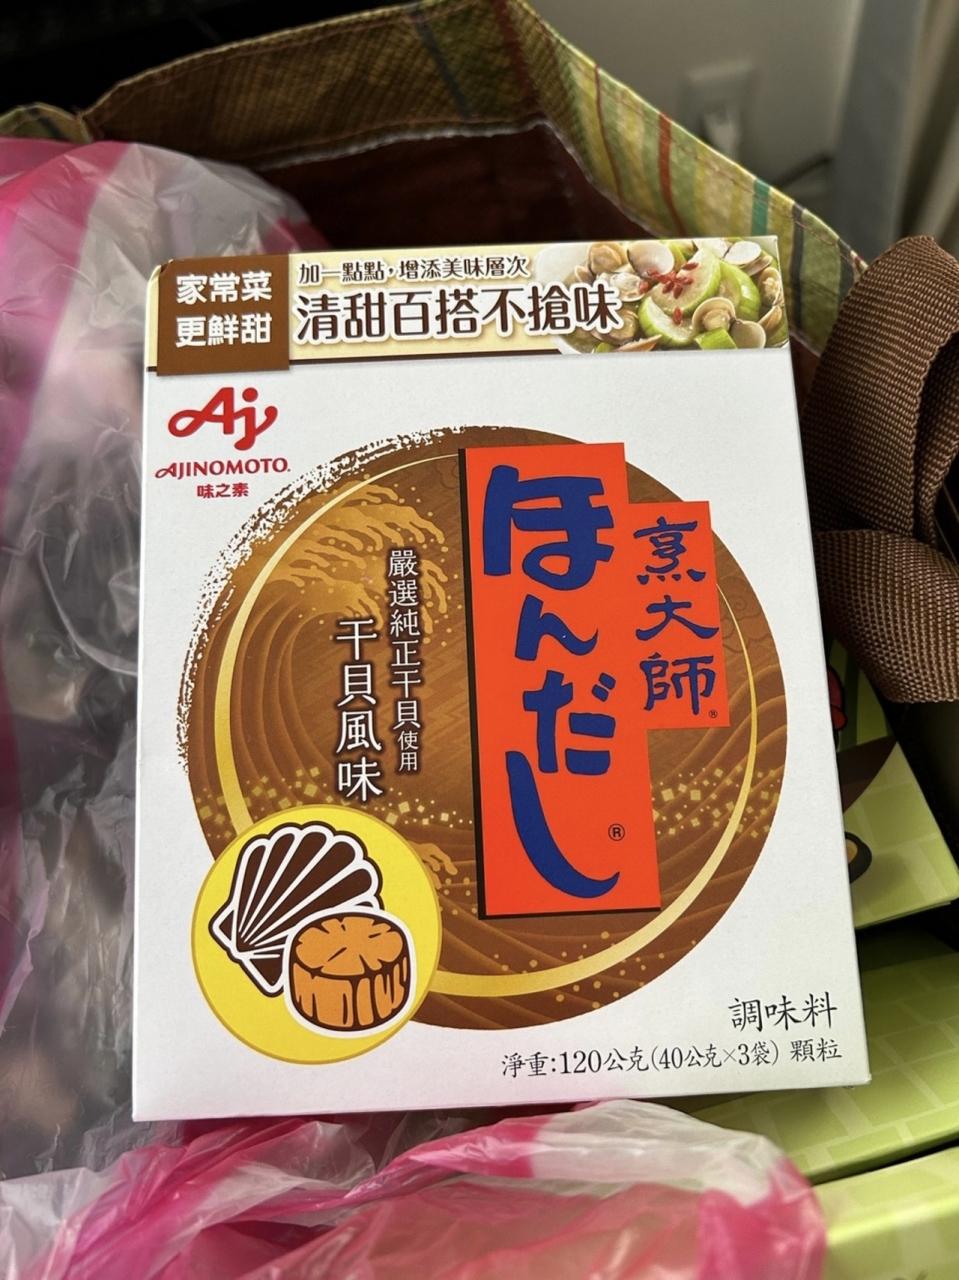 家常菜
更鮮甜
加一點點·增添美味層次
清甜百搭不搶味
AJINOMOTO®
味之素
ほんだし®
烹大師®
嚴選純正干貝使用
干貝風味
調味料
淨重:120公克(40公克×3袋) 顆粒